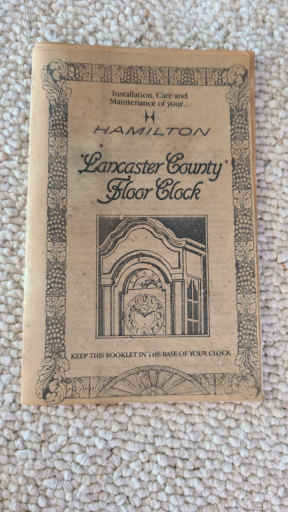 Installation, Care and
Maintenance of your...
HAMILTON
"Lancaster County"
Floor Clock
KEEP THIS BOOKLET IN THE BASE OF YOUR CLOCK